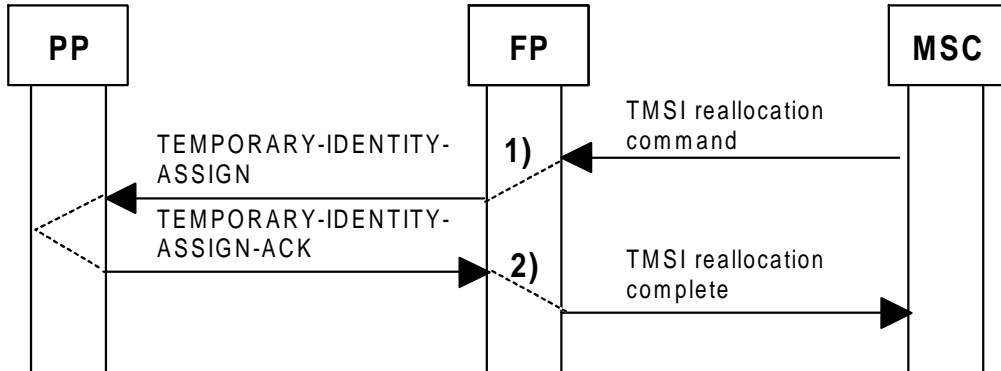 PP
FP
MSC
TMSI reallocation
command
1)
TEMPORARY-IDENTITY-
ASSIGN
TEMPORARY-IDENTITY-
ASSIGN-ACK
2)
TMSI reallocation
complete